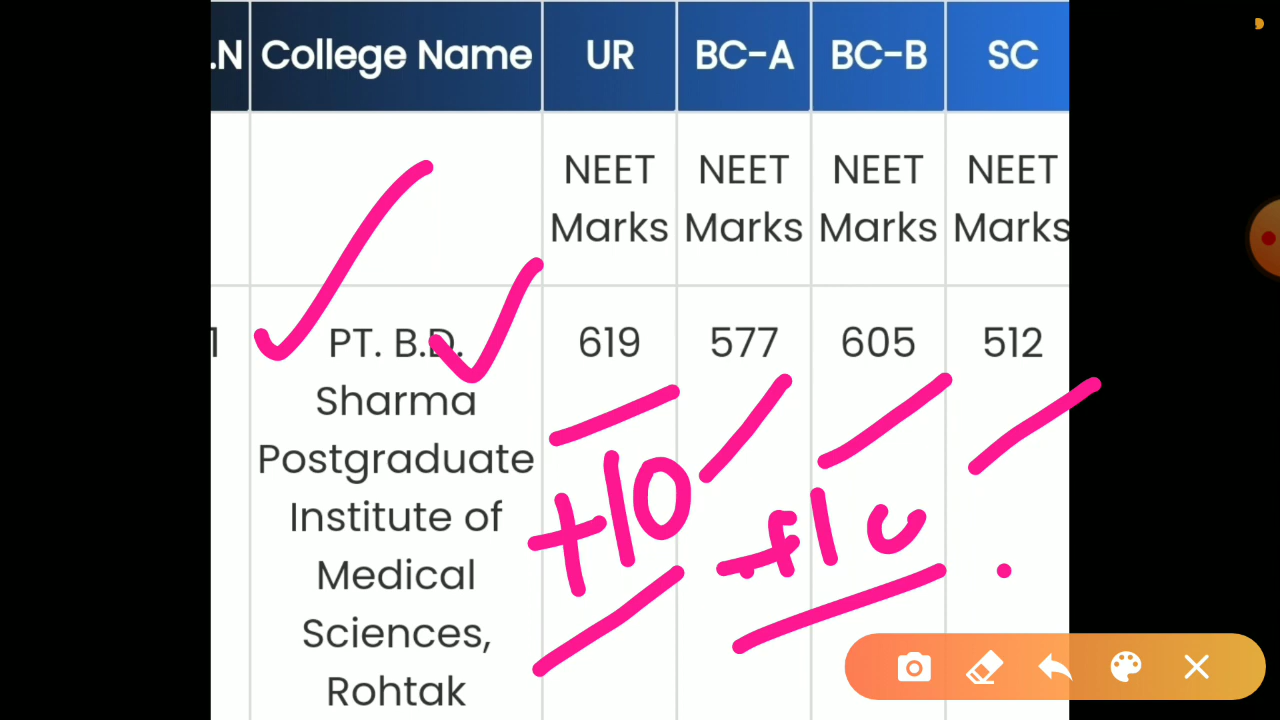 .N College Name UR BC-A BC-B SC
NEET NEET NEET NEET
Marks Marks Marks Marks
1 PT. B.D. 619 577 605 512
Sharma
Postgraduate
+10
Institute of
Medical
Sciences,
Rohtak